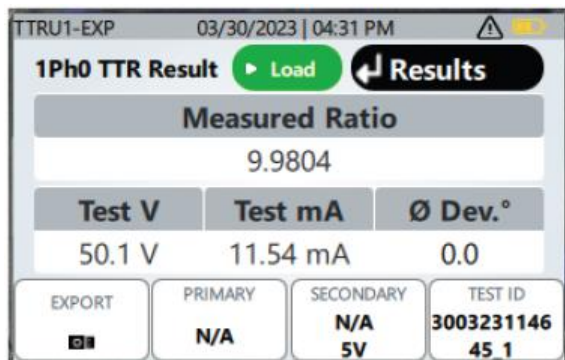 TTRU1-EXP 03/30/2023 | 04:31 PM
1Ph0 TTR Result Load Results
Measured Ratio
9.9804
Test V Test mA Ø Dev.°
50.1 V 11.54 mA 0.0
EXPORT PRIMARY SECONDARY TEST ID
N/A N/A 3003231146
5V 45_1